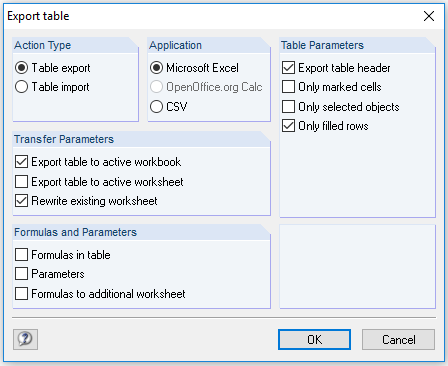 Export table
Action Type
Table export
Table import
Application
Microsoft Excel
OpenOffice.org Calc
CSV
Table Parameters
Export table header
Only marked cells
Only selected objects
Only filled rows
Transfer Parameters
Export table to active workbook
Export table to active worksheet
Rewrite existing worksheet
Formulas and Parameters
Formulas in table
Parameters
Formulas to additional worksheet
?
OK
Cancel